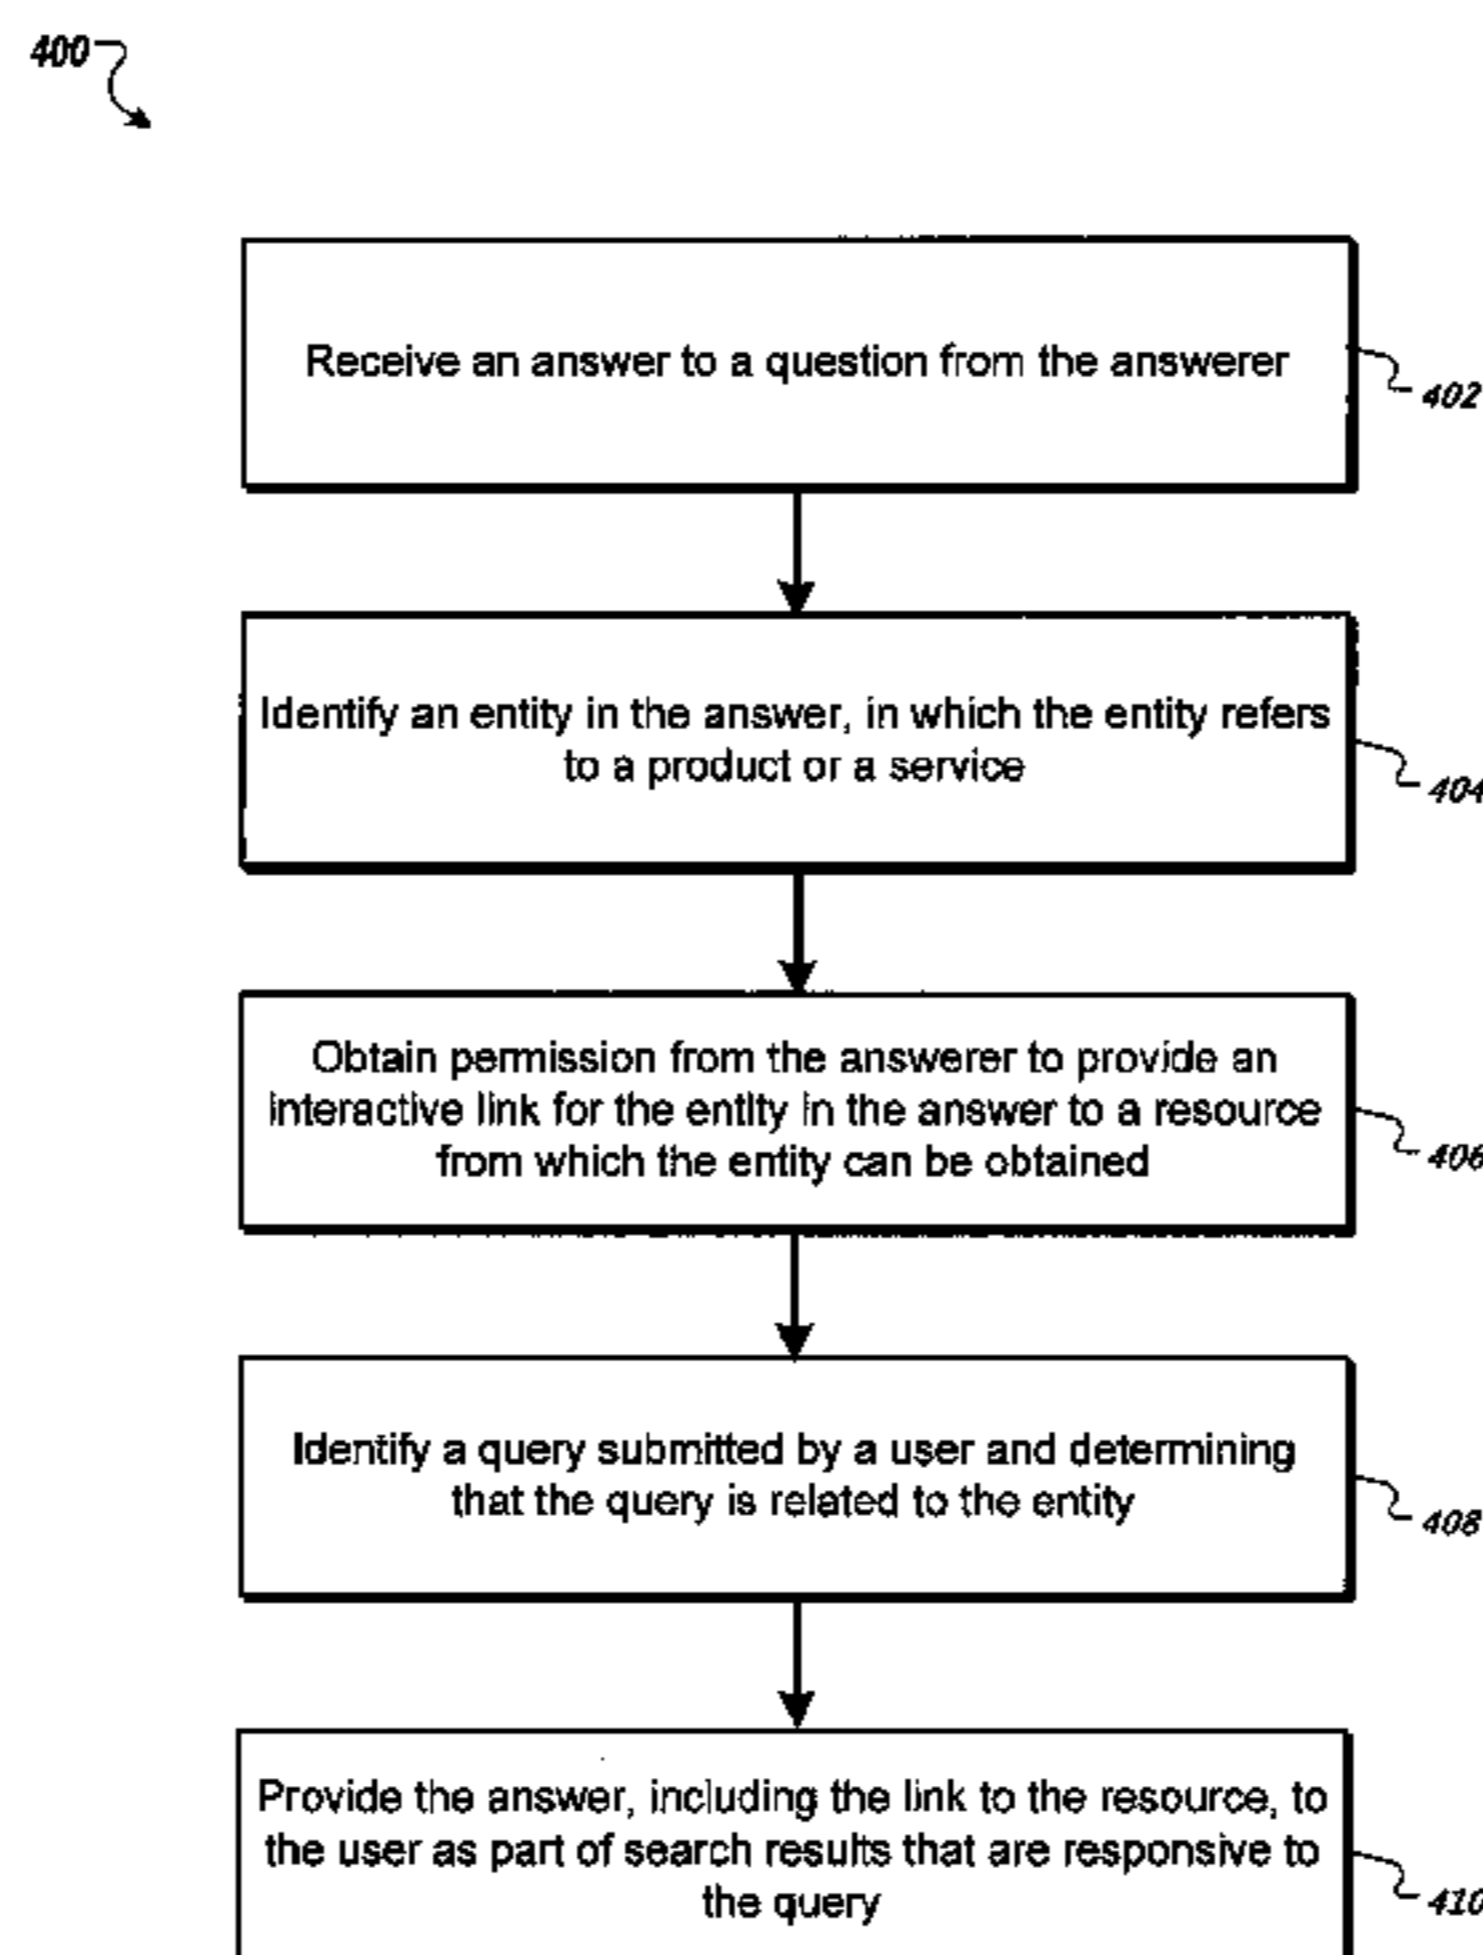 400
Receive an answer to a question from the answerer
402
Identify an entity in the answer, in which the entity refers
to a product or a service
404
Obtain permission from the answerer to provide an
interactive link for the entity in the answer to a resource
from which the entity can be obtained
406
Identify a query submitted by a user and determining
that the query is related to the entity
408
Provide the answer, including the link to the resource, to
the user as part of search results that are responsive to
the query
410